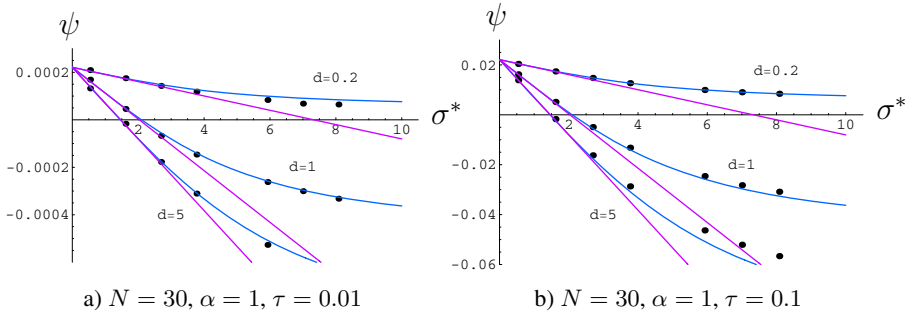 ψ ψ
0.0002 0.02
d=0.2 d=0.2
2 4 6 8 10 σ* 2 4 6 8 10 σ*
-0.0002 -0.02
d=1 d=1
-0.0004 -0.04
d=5 d=5
-0.06
a) N = 30, α = 1, τ = 0.01 b) N = 30, α = 1, τ = 0.1